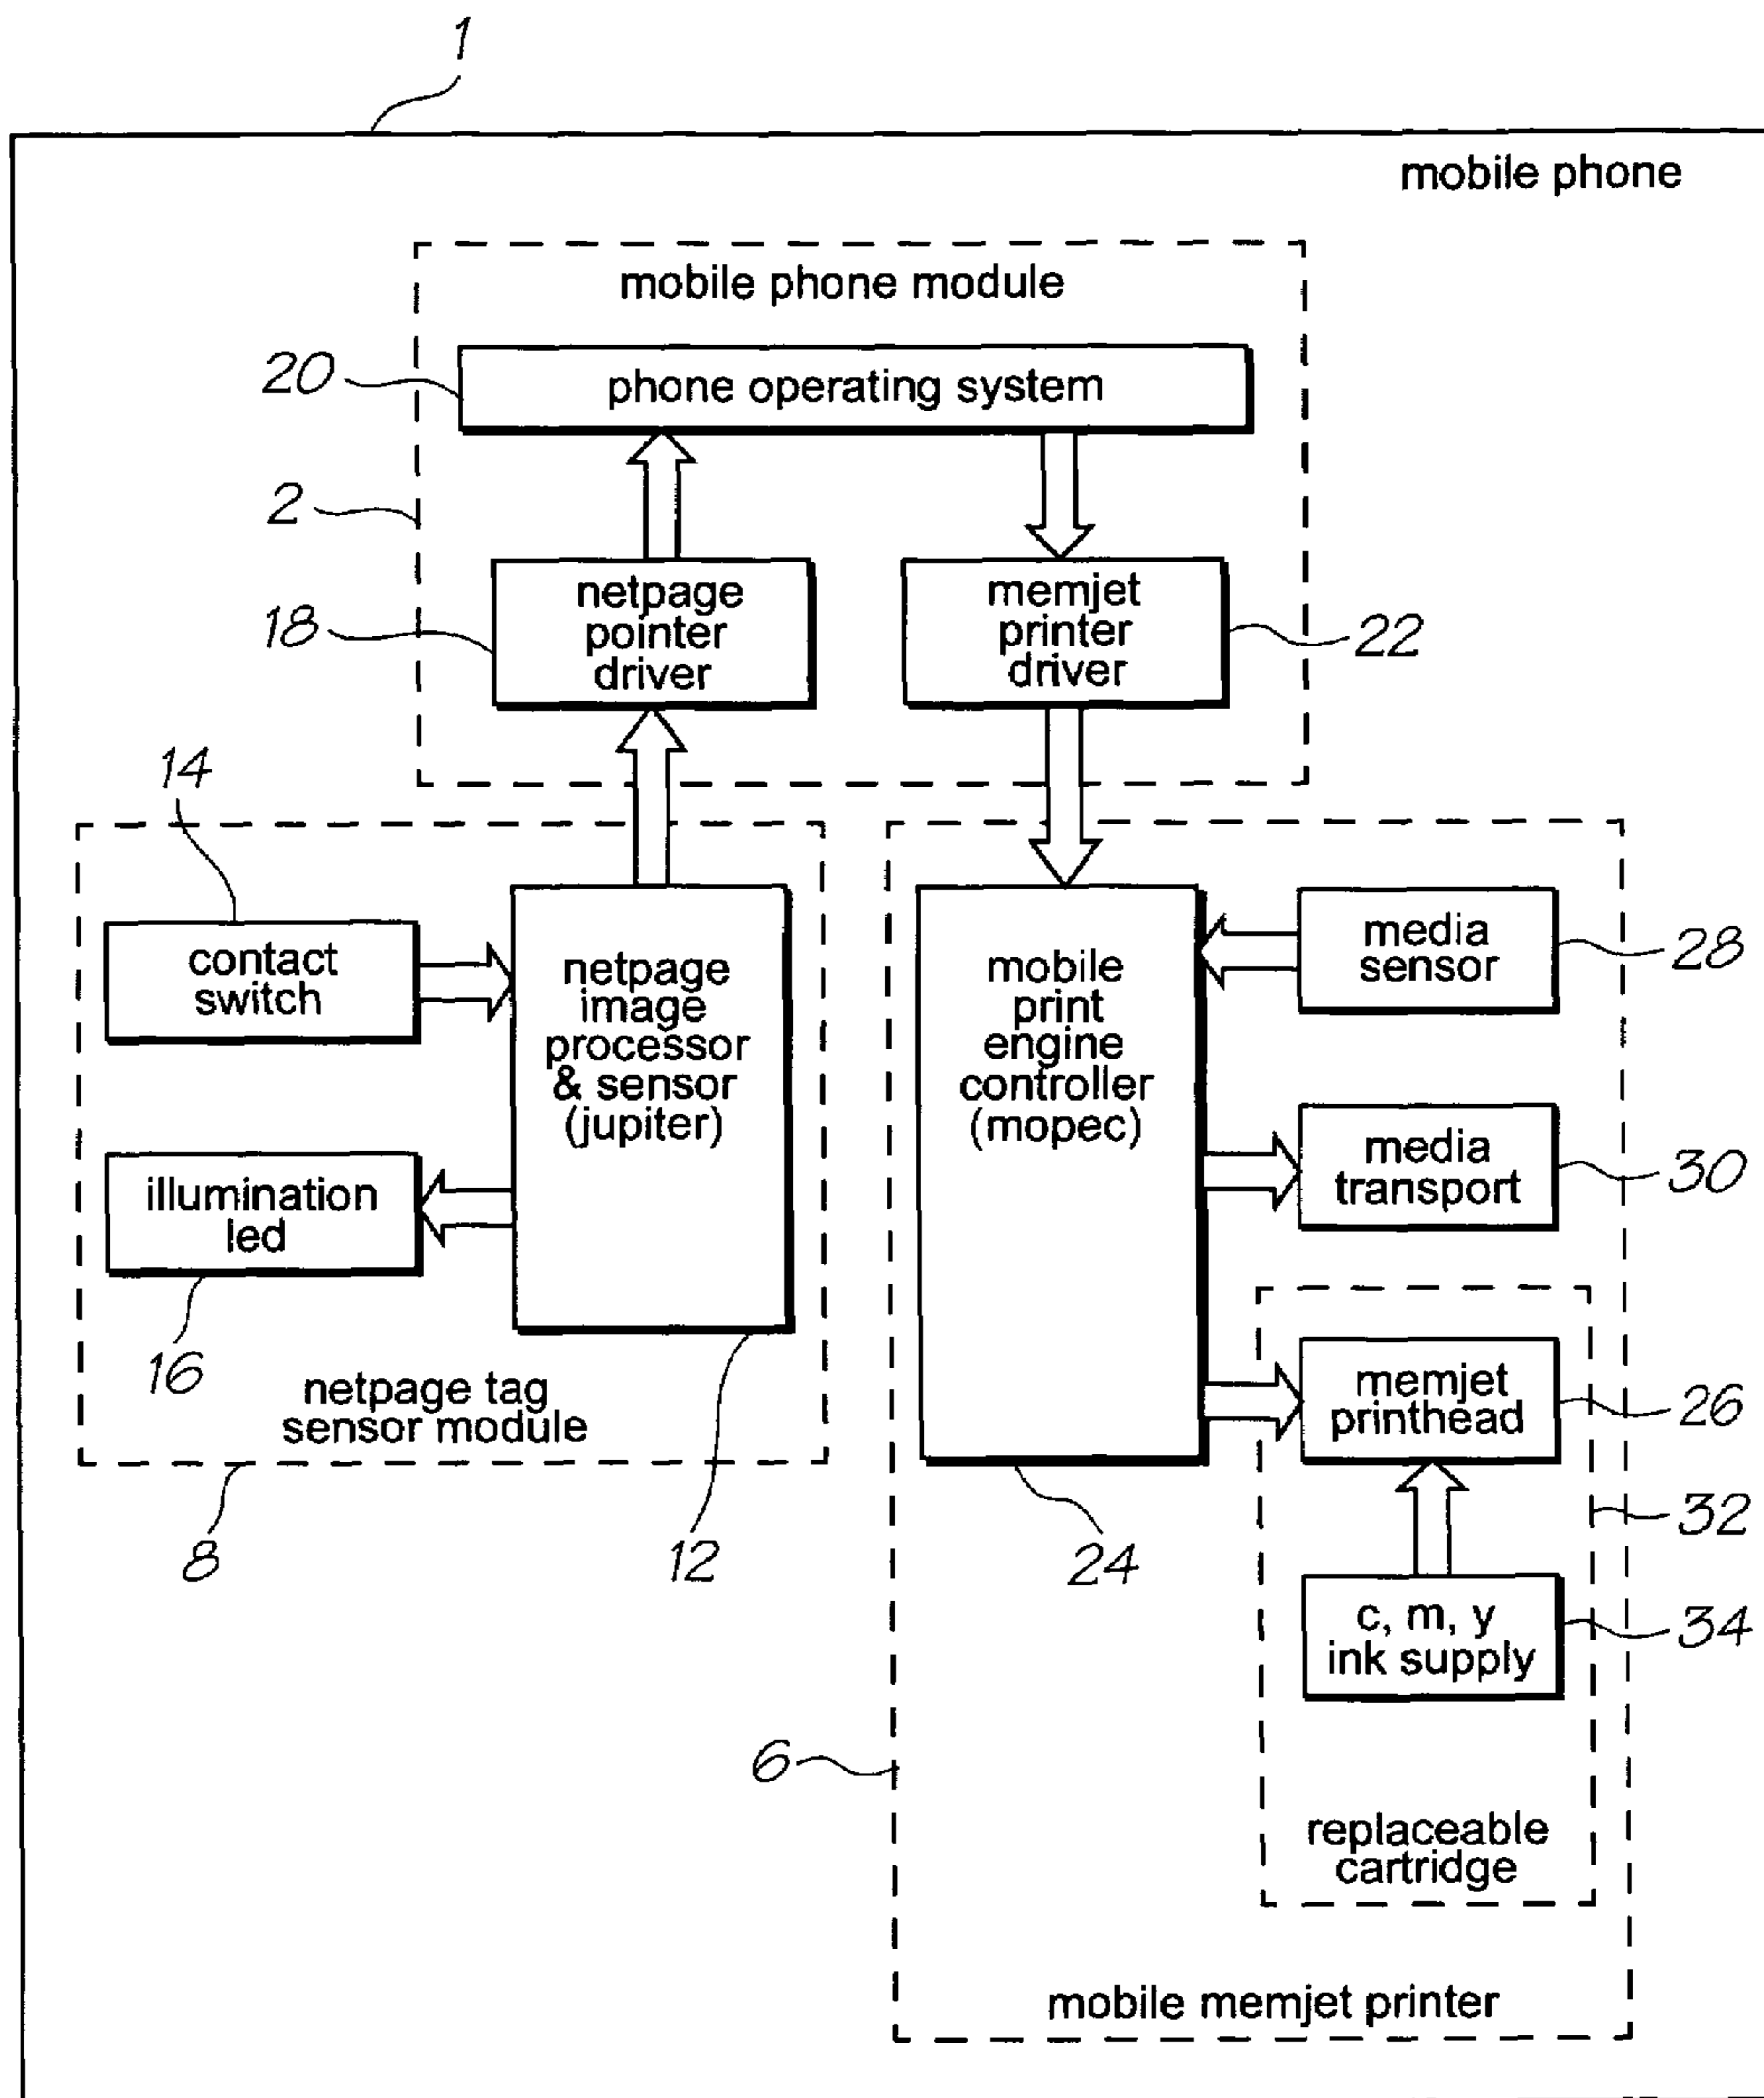 1
mobile phone
mobile phone module
20
phone operating system
2
18
netpage
pointer
driver
memjet
printer
driver
22
14
contact
switch
netpage
image
processor
& sensor
(jupiter)
illumination
led
16
netpage tag
sensor module
8
12
mobile
print
engine
controller
(mopec)
media
sensor
28
media
transport
30
memjet
printhead
26
32
24
c, m, y
ink supply
34
6
replaceable
cartridge
mobile memjet printer